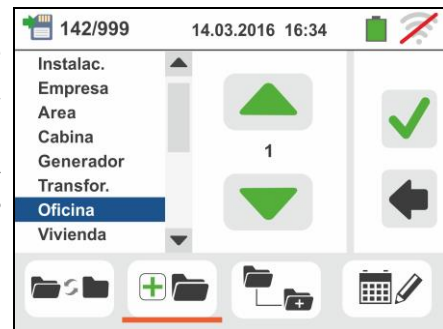 142/999 14.03.2016 16:34
Instalac.
Empresa
Area
Cabina
Generador
Transfor.
Oficina
Vivienda
1